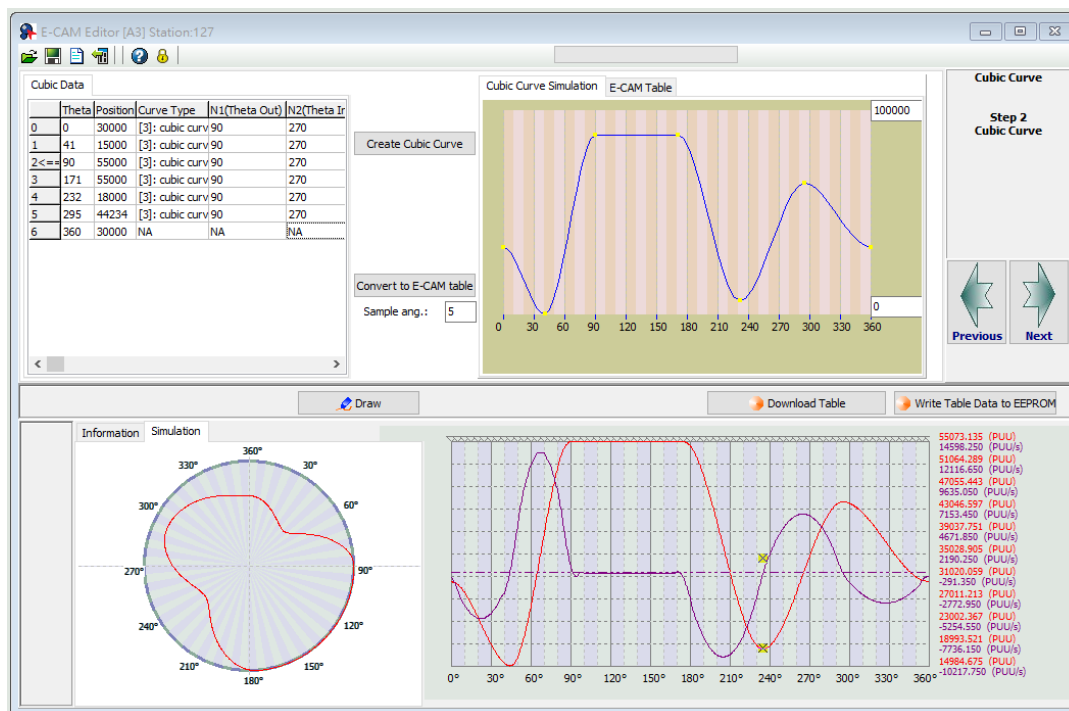 E-CAM Editor [A3] Station:127
Cubic Data
Theta Position Curve Type N1(Theta Out) N2(Theta Ir
0 0 30000 [3]: cubic curv 90 270
1 41 15000 [3]: cubic curv 90 270
2<== 90 55000 [3]: cubic curv 90 270
3 171 55000 [3]: cubic curv 90 270
4 232 18000 [3]: cubic curv 90 270
5 295 44234 [3]: cubic curv 90 270
6 360 30000 NA NA NA
Create Cubic Curve
Convert to E-CAM table
Sample ang.: 5
Cubic Curve Simulation E-CAM Table
100000
0
0 30 60 90 120 150 180 210 240 270 300 330 360
Cubic Curve
Step 2
Cubic Curve
Previous Next
Draw Download Table Write Table Data to EEPROM
Information Simulation
360°
330° 30°
300° 60°
270° 90°
240° 120°
210° 150°
180°
55073.135 (PUU)
14598.250 (PUU/s)
51064.289 (PUU)
12116.650 (PUU/s)
47055.443 (PUU)
9635.050 (PUU/s)
43046.597 (PUU)
7153.450 (PUU/s)
39037.751 (PUU)
4671.850 (PUU/s)
35028.905 (PUU)
2190.250 (PUU/s)
31020.059 (PUU)
-291.350 (PUU/s)
27011.213 (PUU)
-2772.950 (PUU/s)
23002.367 (PUU)
-5254.550 (PUU/s)
18993.521 (PUU)
-7736.150 (PUU/s)
14984.675 (PUU)
-10217.750 (PUU/s)
0° 30° 60° 90° 120° 150° 180° 210° 240° 270° 300° 330° 360°